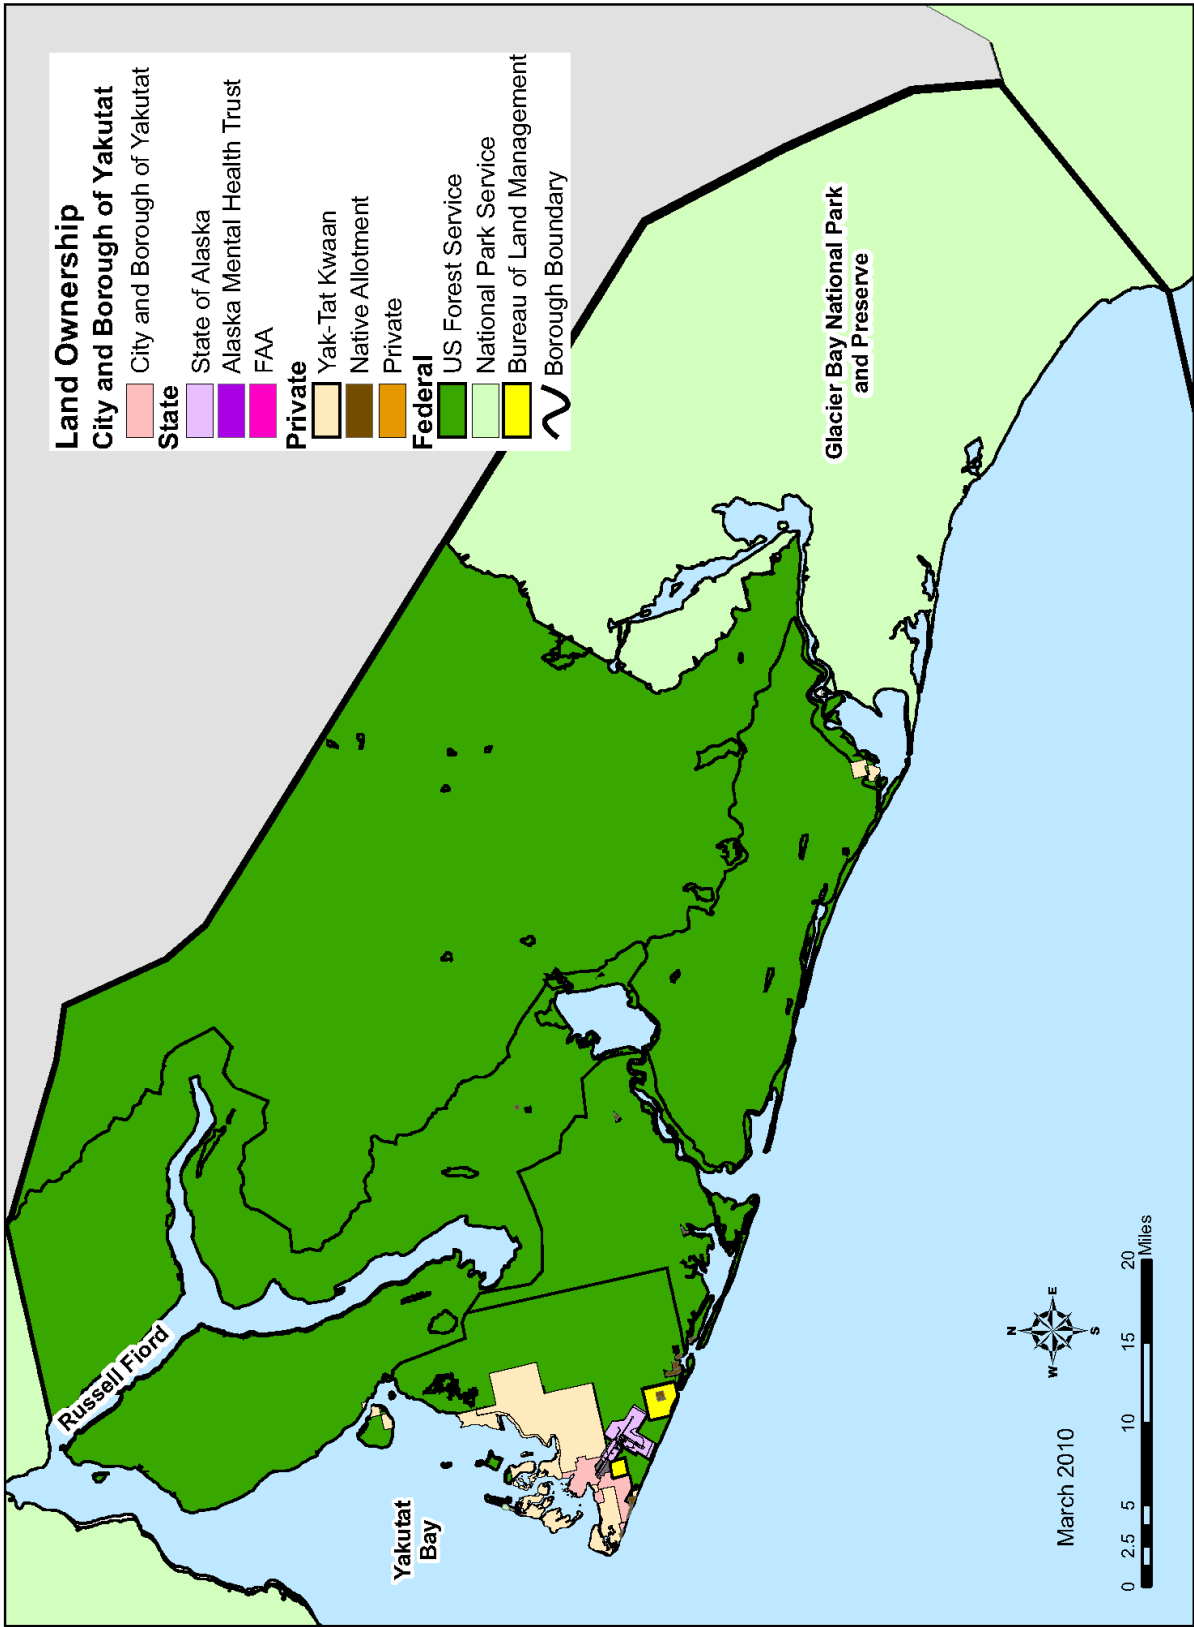 Land Ownership
City and Borough of Yakutat
City and Borough of Yakutat
State
State of Alaska
Alaska Mental Health Trust
FAA
Private
Yak-Tat Kwaan
Native Allotment
Private
Federal
US Forest Service
National Park Service
Bureau of Land Management
Borough Boundary
Russell Fiord
Yakutat
Bay
Glacier Bay National Park
and Preserve
March 2010
N
W
E
S
0 2.5 5 10 15 20
Miles